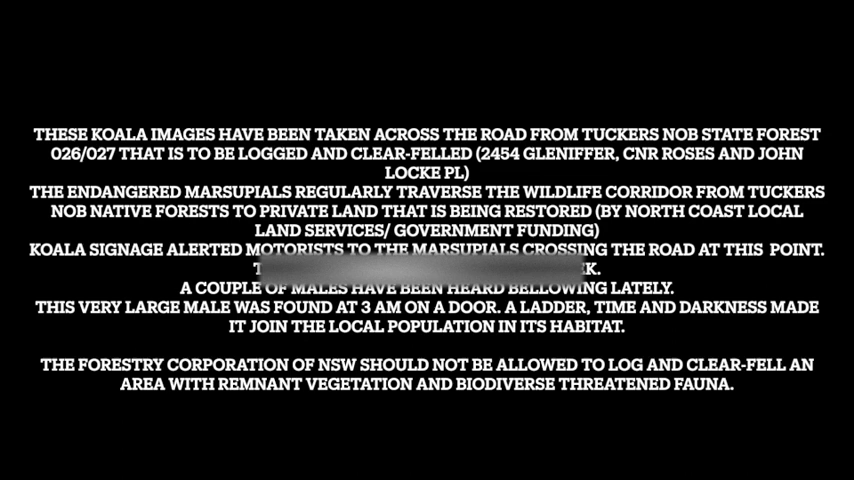 THESE KOALA IMAGES HAVE BEEN TAKEN ACROSS THE ROAD FROM TUCKERS NOB STATE FOREST
026/027 THAT IS TO BE LOGGED AND CLEAR-FELLED (2454 GLENIFFER, CNR ROSES AND JOHN
LOCKE PL)
THE ENDANGERED MARSUPIALS REGULARLY TRAVERSE THE WILDLIFE CORRIDOR FROM TUCKERS
NOB NATIVE FORESTS TO PRIVATE LAND THAT IS BEING RESTORED (BY NORTH COAST LOCAL
LAND SERVICES/ GOVERNMENT FUNDING)
KOALA SIGNAGE ALERTED MOTORISTS TO THE MARSUPIALS CROSSING THE ROAD AT THIS POINT.
A COUPLE OF MALES HAVE BEEN HEARD BELLOWING LATELY.
THIS VERY LARGE MALE WAS FOUND AT 3 AM ON A DOOR. A LADDER, TIME AND DARKNESS MADE
IT JOIN THE LOCAL POPULATION IN ITS HABITAT.
THE FORESTRY CORPORATION OF NSW SHOULD NOT BE ALLOWED TO LOG AND CLEAR-FELL AN
AREA WITH REMNANT VEGETATION AND BIODIVERSE THREATENED FAUNA.